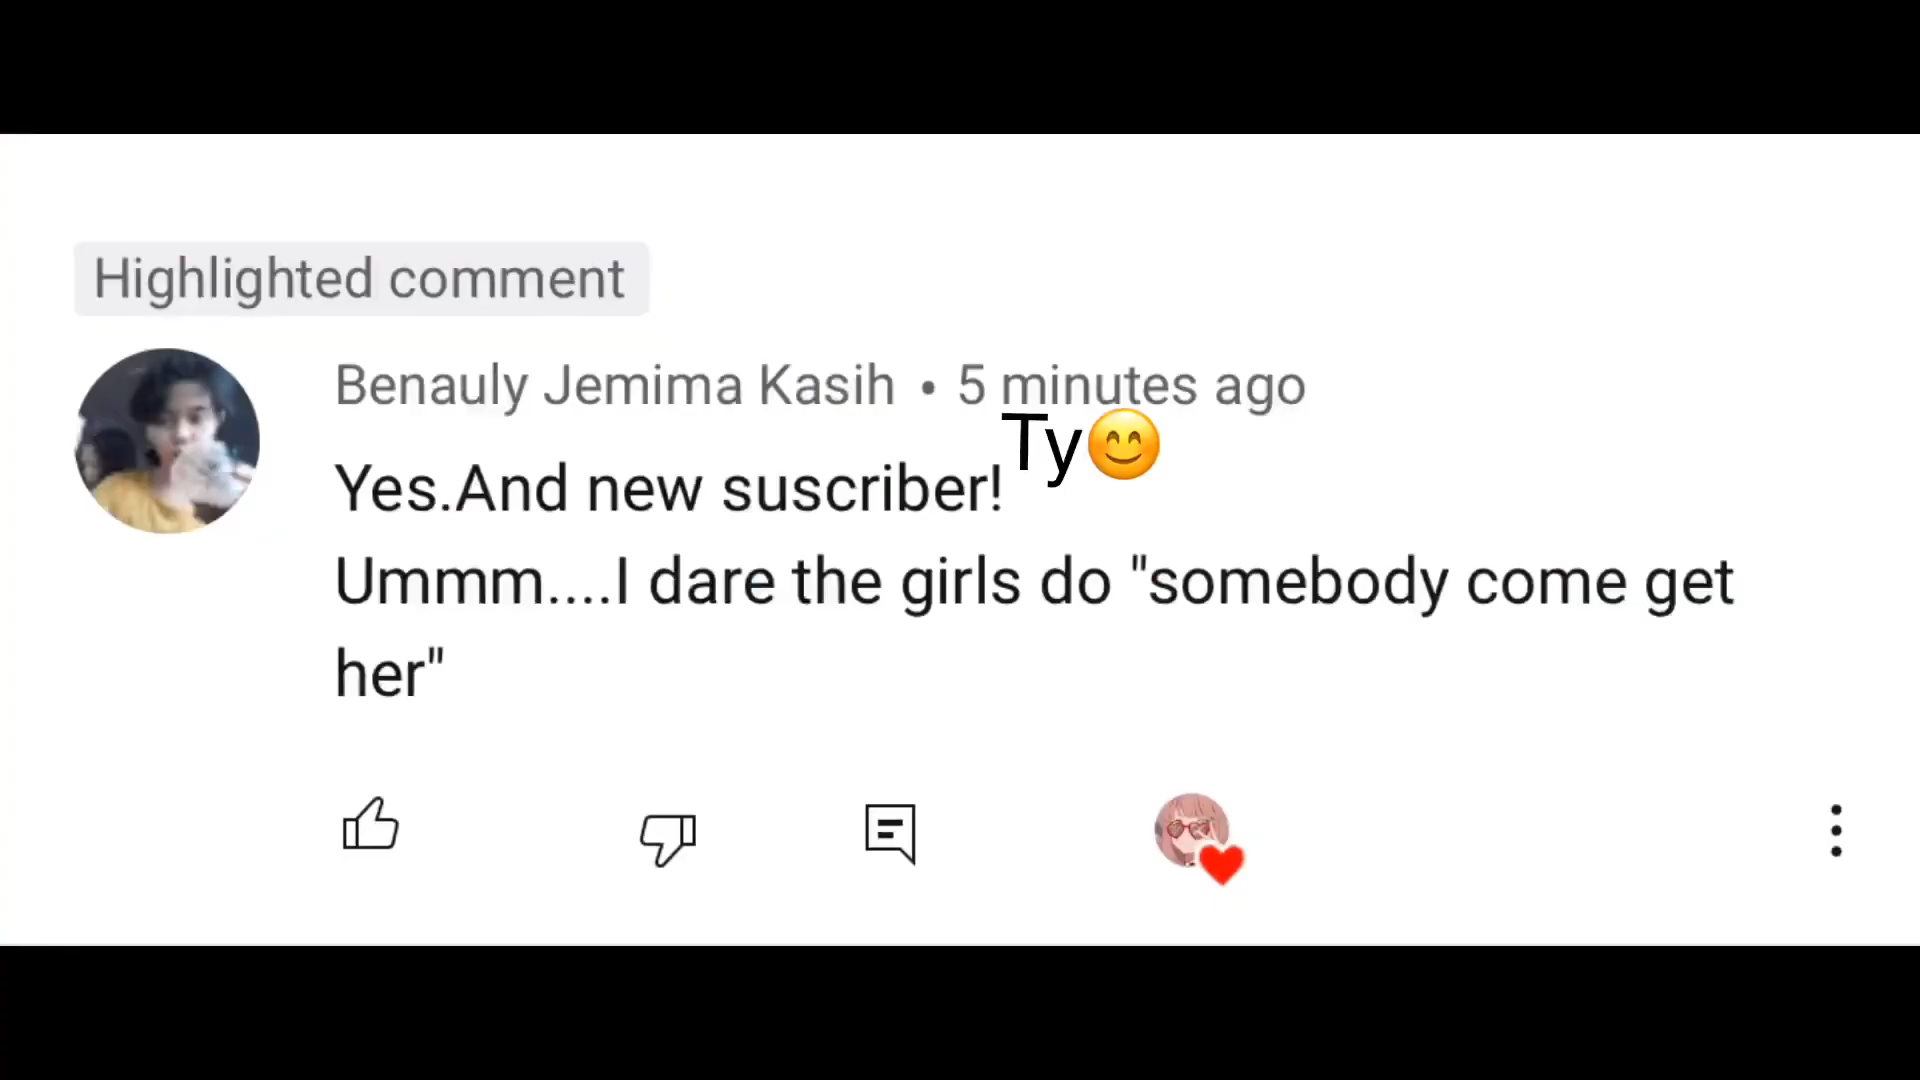 Highlighted comment
Benauly Jemima Kasih • 5 minutes ago
Ty😊
Yes.And new suscriber!
Ummm....I dare the girls do "somebody come get
her"